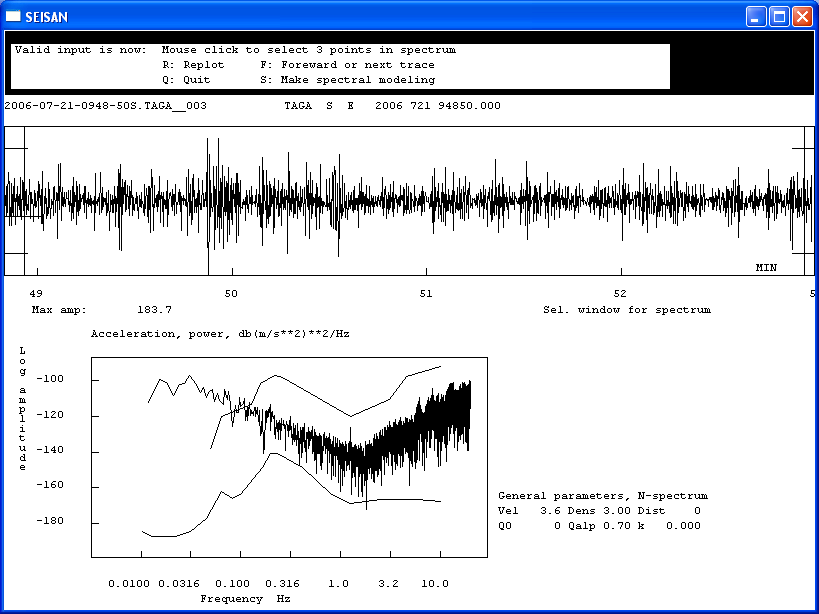 SEISAN
Valid input is now: Mouse click to select 3 points in spectrum
R: Replot F: Foreward or next trace
Q: Quit S: Make spectral modeling
2006-07-21-0948-50S.TAGA__003 TAGA S E 2006 721 94850.000
MIN
49 50 51 52 5
Max amp: 183.7 Sel. window for spectrum
Acceleration, power, db(m/s**2)**2/Hz
Log amplitude
-100
-120
-140
-160
-180
General parameters, N-spectrum
Vel 3.6 Dens 3.00 Dist 0
Q0 0 Qalp 0.70 k 0.000
0.0100 0.0316 0.100 0.316 1.0 3.2 10.0
Frequency Hz